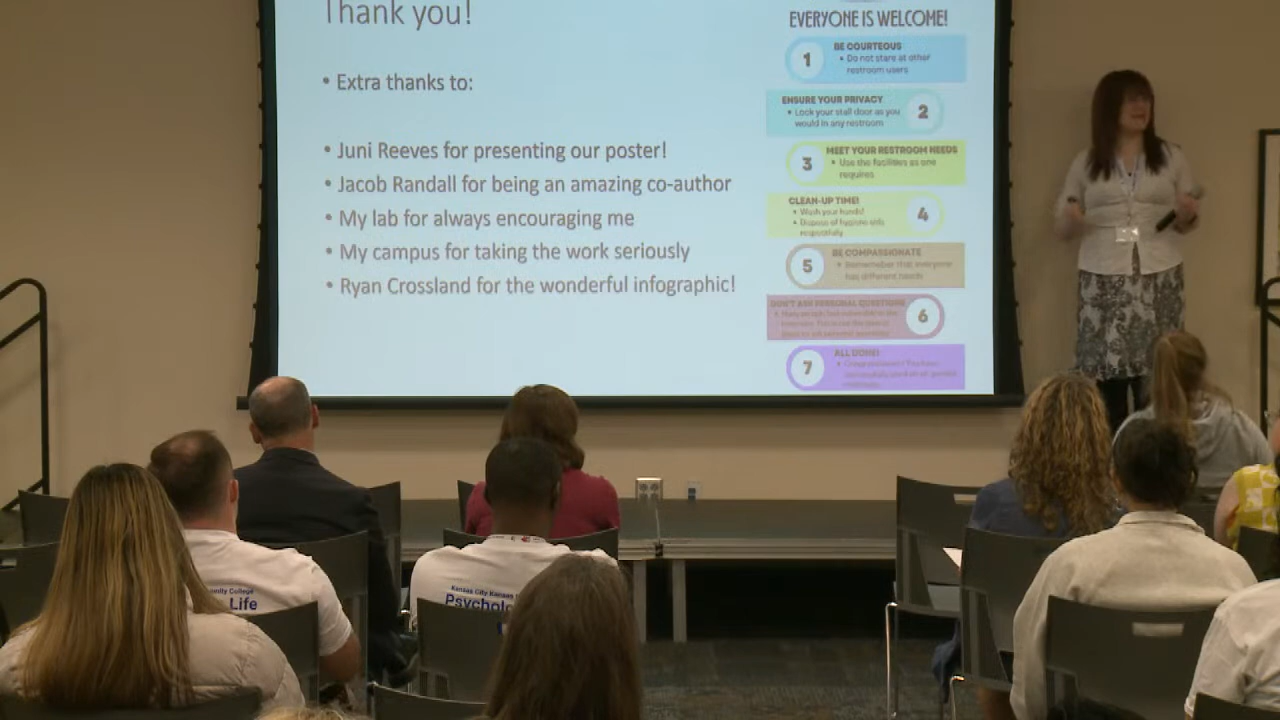 Thank you!
• Extra thanks to:
• Juni Reeves for presenting our poster!
• Jacob Randall for being an amazing co-author
• My lab for always encouraging me
• My campus for taking the work seriously
• Ryan Crossland for the wonderful infographic!
EVERYONE IS WELCOME!
1
BE COURTEOUS
• Do not stare at other
restroom users
ENSURE YOUR PRIVACY
• Lock your stall door as you
would in any restroom
2
3
MEET YOUR RESTROOM NEEDS
• Use the facilities as one
requires
CLEAN-UP TIME!
• Wash your hands!
• Dispose of hygiene aids
respectfully
4
5
BE COMPASSIONATE
• Remember that everyone
has different needs
DON'T ASK PERSONAL QUESTIONS
6
7
ALL DONE!
Life
Kansas City Kansas
Psycholo